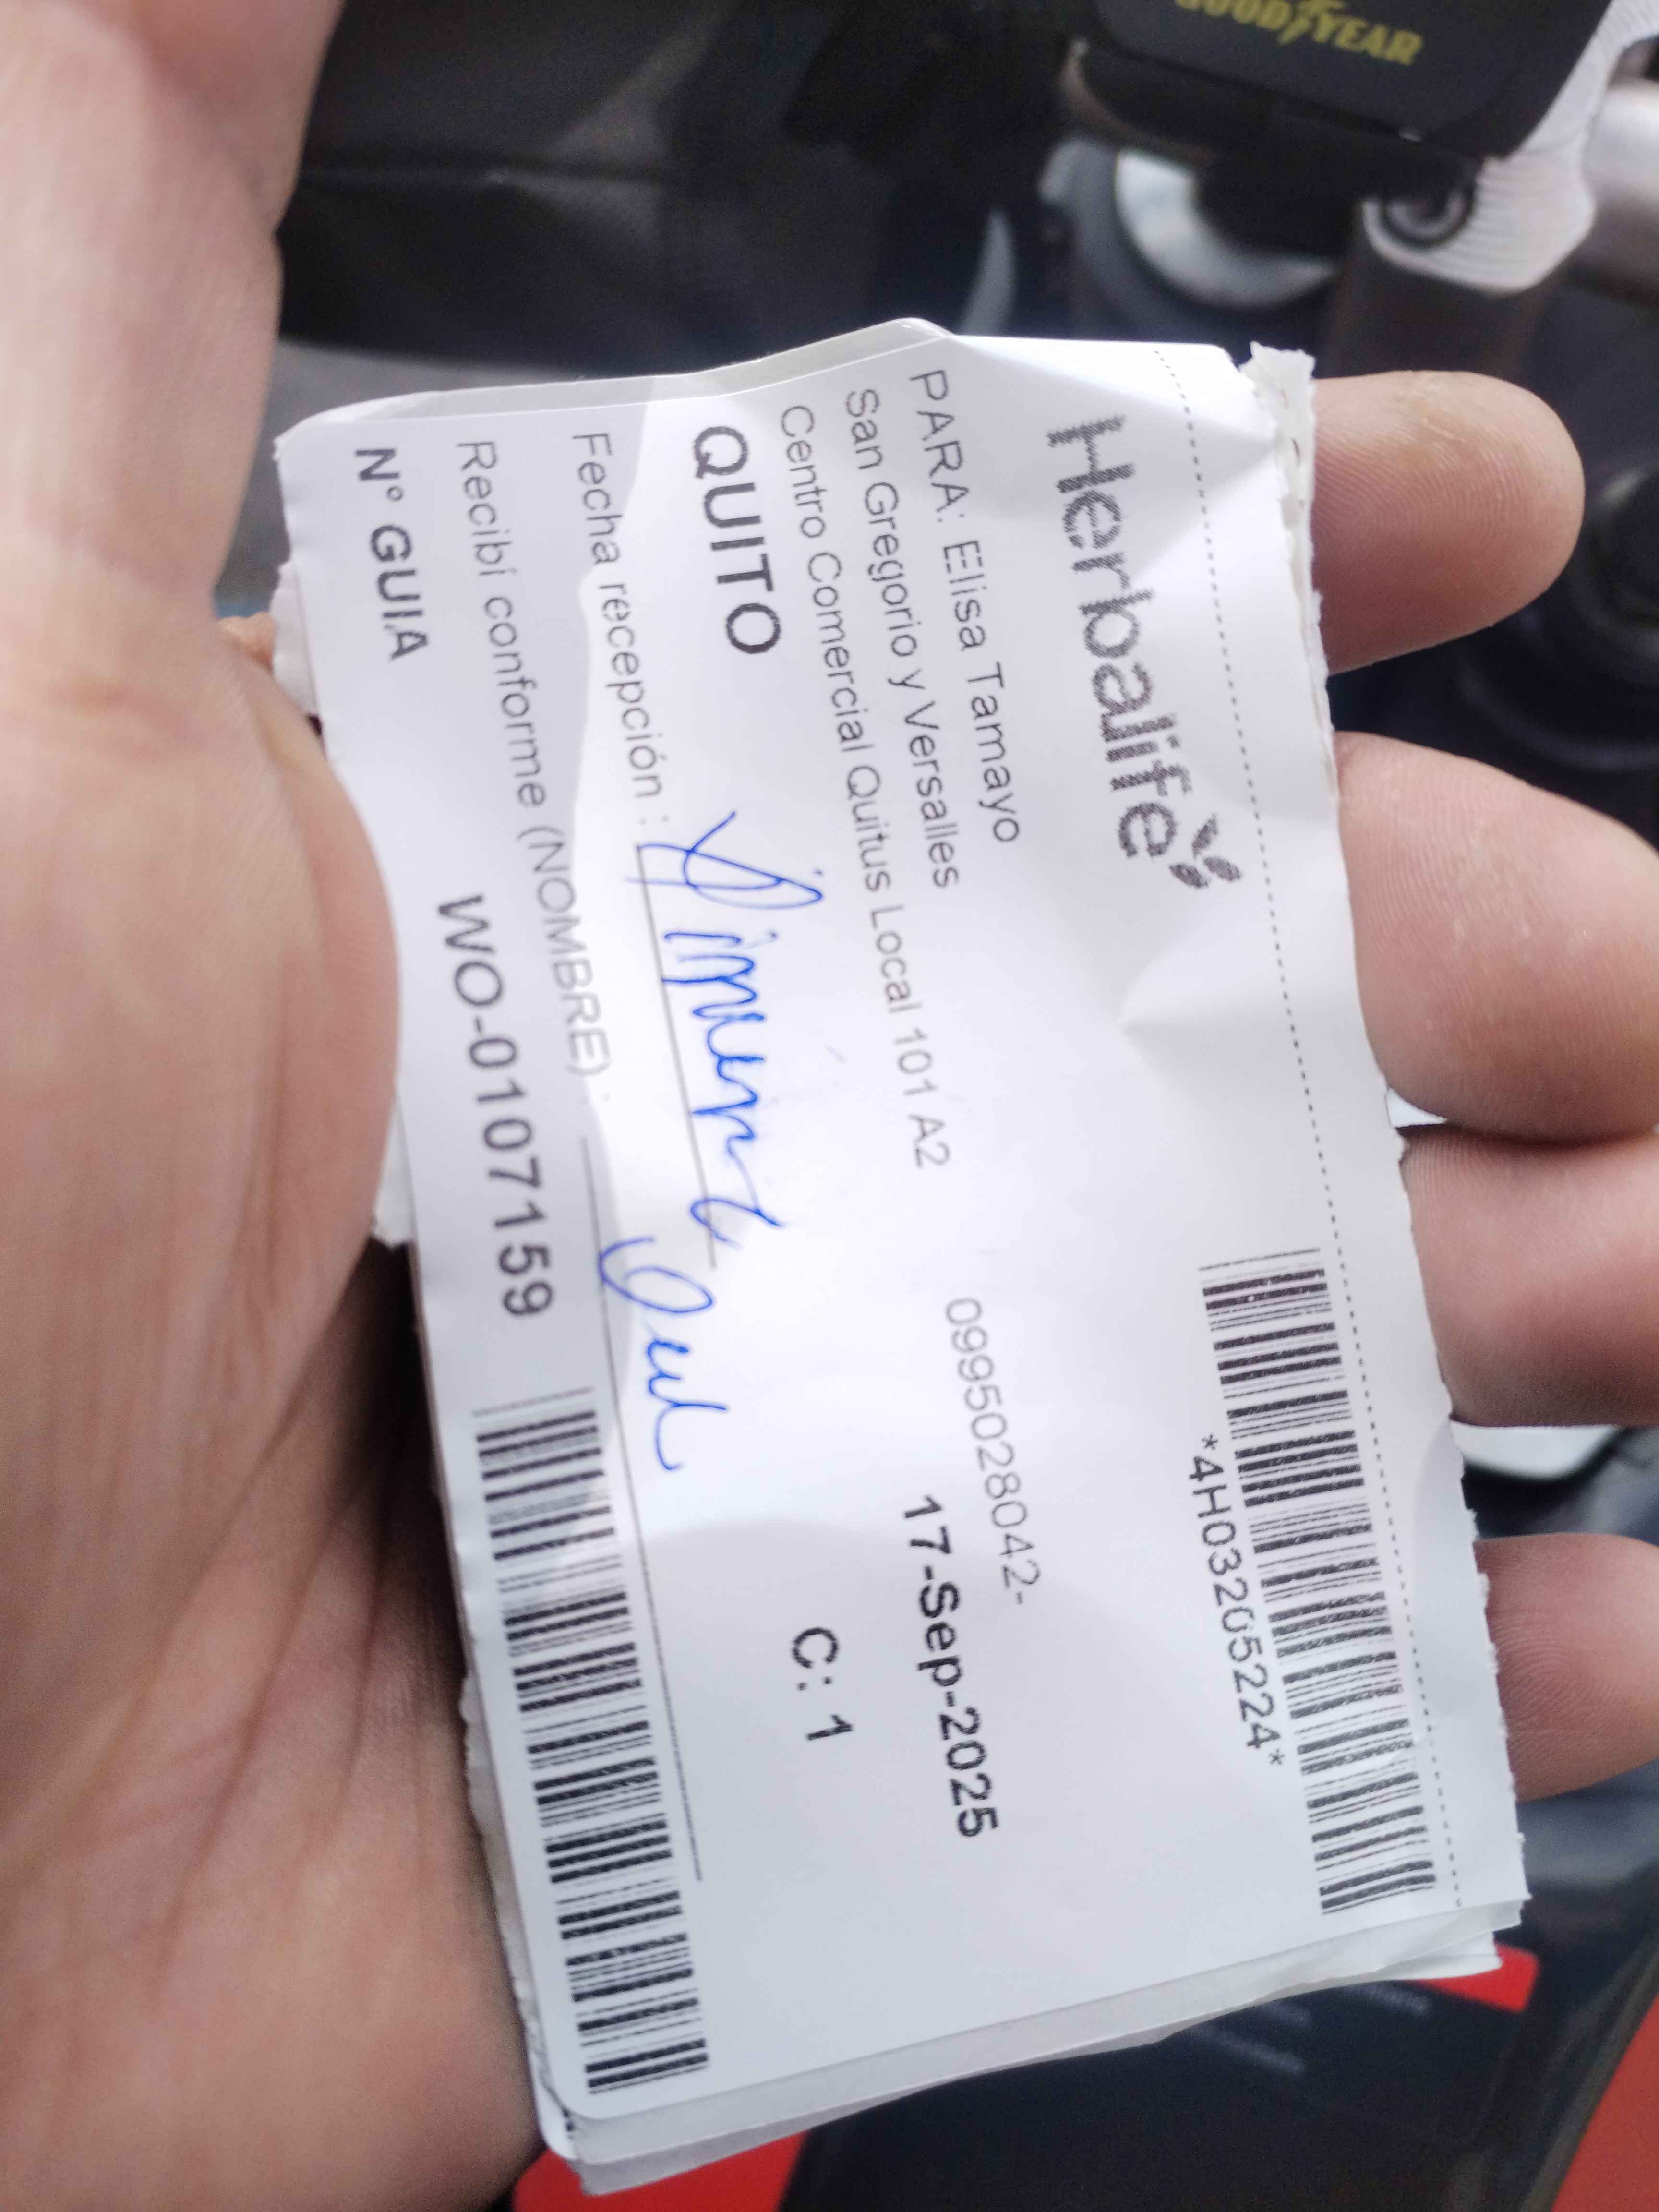 GOODYEAR
Herbalife
*4H03205224*
PARA: Elisa Tamayo
San Gregorio y Versalles
0995028042-
Centro Comercial Quitus Local 101 A2
17-Sep-2025
QUITO
C: 1
Fecha recepción :
Recibí conforme (NOMBRE) :
N° GUIA
WO-0107159